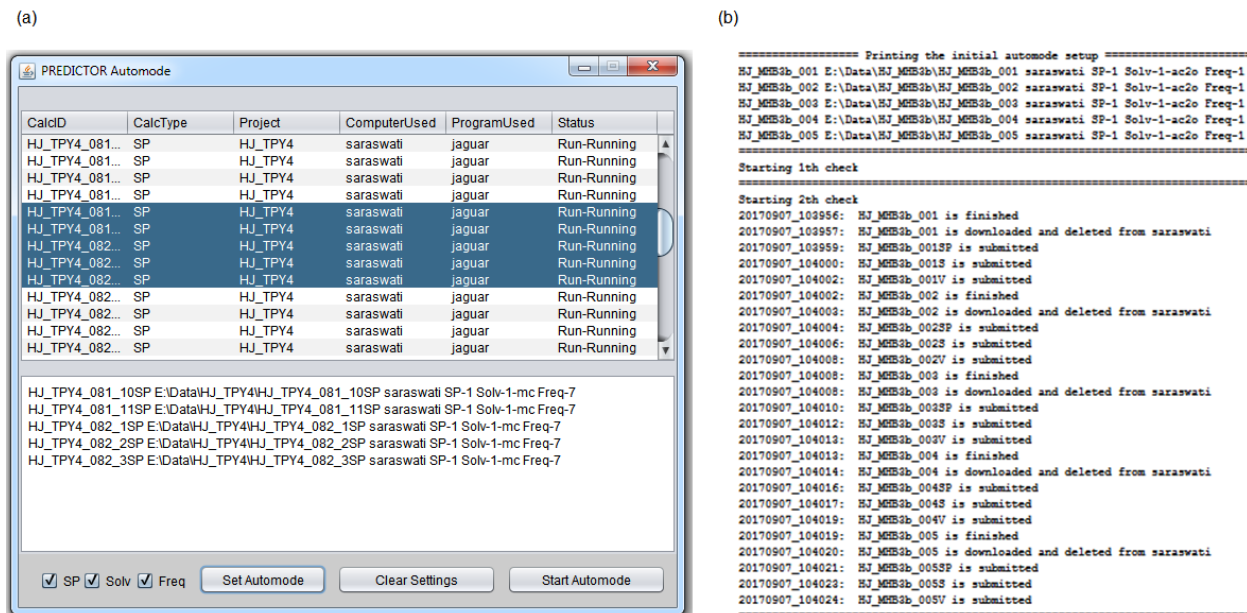 (a)
(b)
PREDICTOR Automode
CalcID CalcType Project ComputerUsed ProgramUsed Status
HJ_TPY4_081... SP HJ_TPY4 saraswati jaguar Run-Running
HJ_TPY4_081... SP HJ_TPY4 saraswati jaguar Run-Running
HJ_TPY4_081... SP HJ_TPY4 saraswati jaguar Run-Running
HJ_TPY4_081... SP HJ_TPY4 saraswati jaguar Run-Running
HJ_TPY4_081... SP HJ_TPY4 saraswati jaguar Run-Running
HJ_TPY4_081... SP HJ_TPY4 saraswati jaguar Run-Running
HJ_TPY4_082... SP HJ_TPY4 saraswati jaguar Run-Running
HJ_TPY4_082... SP HJ_TPY4 saraswati jaguar Run-Running
HJ_TPY4_082... SP HJ_TPY4 saraswati jaguar Run-Running
HJ_TPY4_082... SP HJ_TPY4 saraswati jaguar Run-Running
HJ_TPY4_082... SP HJ_TPY4 saraswati jaguar Run-Running
HJ_TPY4_082... SP HJ_TPY4 saraswati jaguar Run-Running
HJ_TPY4_082... SP HJ_TPY4 saraswati jaguar Run-Running
HJ_TPY4_081_10SP E:\Data\HJ_TPY4\HJ_TPY4_081_10SP saraswati SP-1 Solv-1-mc Freq-7
HJ_TPY4_081_11SP E:\Data\HJ_TPY4\HJ_TPY4_081_11SP saraswati SP-1 Solv-1-mc Freq-7
HJ_TPY4_082_1SP E:\Data\HJ_TPY4\HJ_TPY4_082_1SP saraswati SP-1 Solv-1-mc Freq-7
HJ_TPY4_082_2SP E:\Data\HJ_TPY4\HJ_TPY4_082_2SP saraswati SP-1 Solv-1-mc Freq-7
HJ_TPY4_082_3SP E:\Data\HJ_TPY4\HJ_TPY4_082_3SP saraswati SP-1 Solv-1-mc Freq-7
SP Solv Freq Set Automode Clear Settings Start Automode
================== Printing the initial automode setup =====================
HJ_MHB3b_001 E:\Data\HJ_MHB3b\HJ_MHB3b_001 saraswati SP-1 Solv-1-ac2o Freq-1
HJ_MHB3b_002 E:\Data\HJ_MHB3b\HJ_MHB3b_002 saraswati SP-1 Solv-1-ac2o Freq-1
HJ_MHB3b_003 E:\Data\HJ_MHB3b\HJ_MHB3b_003 saraswati SP-1 Solv-1-ac2o Freq-1
HJ_MHB3b_004 E:\Data\HJ_MHB3b\HJ_MHB3b_004 saraswati SP-1 Solv-1-ac2o Freq-1
HJ_MHB3b_005 E:\Data\HJ_MHB3b\HJ_MHB3b_005 saraswati SP-1 Solv-1-ac2o Freq-1
Starting 1th check
Starting 2th check
20170907_103956: HJ_MHB3b_001 is finished
20170907_103957: HJ_MHB3b_001 is downloaded and deleted from saraswati
20170907_103959: HJ_MHB3b_001SP is submitted
20170907_104000: HJ_MHB3b_001S is submitted
20170907_104002: HJ_MHB3b_001V is submitted
20170907_104002: HJ_MHB3b_002 is finished
20170907_104003: HJ_MHB3b_002 is downloaded and deleted from saraswati
20170907_104004: HJ_MHB3b_002SP is submitted
20170907_104006: HJ_MHB3b_002S is submitted
20170907_104008: HJ_MHB3b_002V is submitted
20170907_104008: HJ_MHB3b_003 is finished
20170907_104008: HJ_MHB3b_003 is downloaded and deleted from saraswati
20170907_104010: HJ_MHB3b_003SP is submitted
20170907_104012: HJ_MHB3b_003S is submitted
20170907_104013: HJ_MHB3b_003V is submitted
20170907_104013: HJ_MHB3b_004 is finished
20170907_104014: HJ_MHB3b_004 is downloaded and deleted from saraswati
20170907_104016: HJ_MHB3b_004SP is submitted
20170907_104017: HJ_MHB3b_004S is submitted
20170907_104019: HJ_MHB3b_004V is submitted
20170907_104019: HJ_MHB3b_005 is finished
20170907_104020: HJ_MHB3b_005 is downloaded and deleted from saraswati
20170907_104021: HJ_MHB3b_005SP is submitted
20170907_104023: HJ_MHB3b_005S is submitted
20170907_104024: HJ_MHB3b_005V is submitted